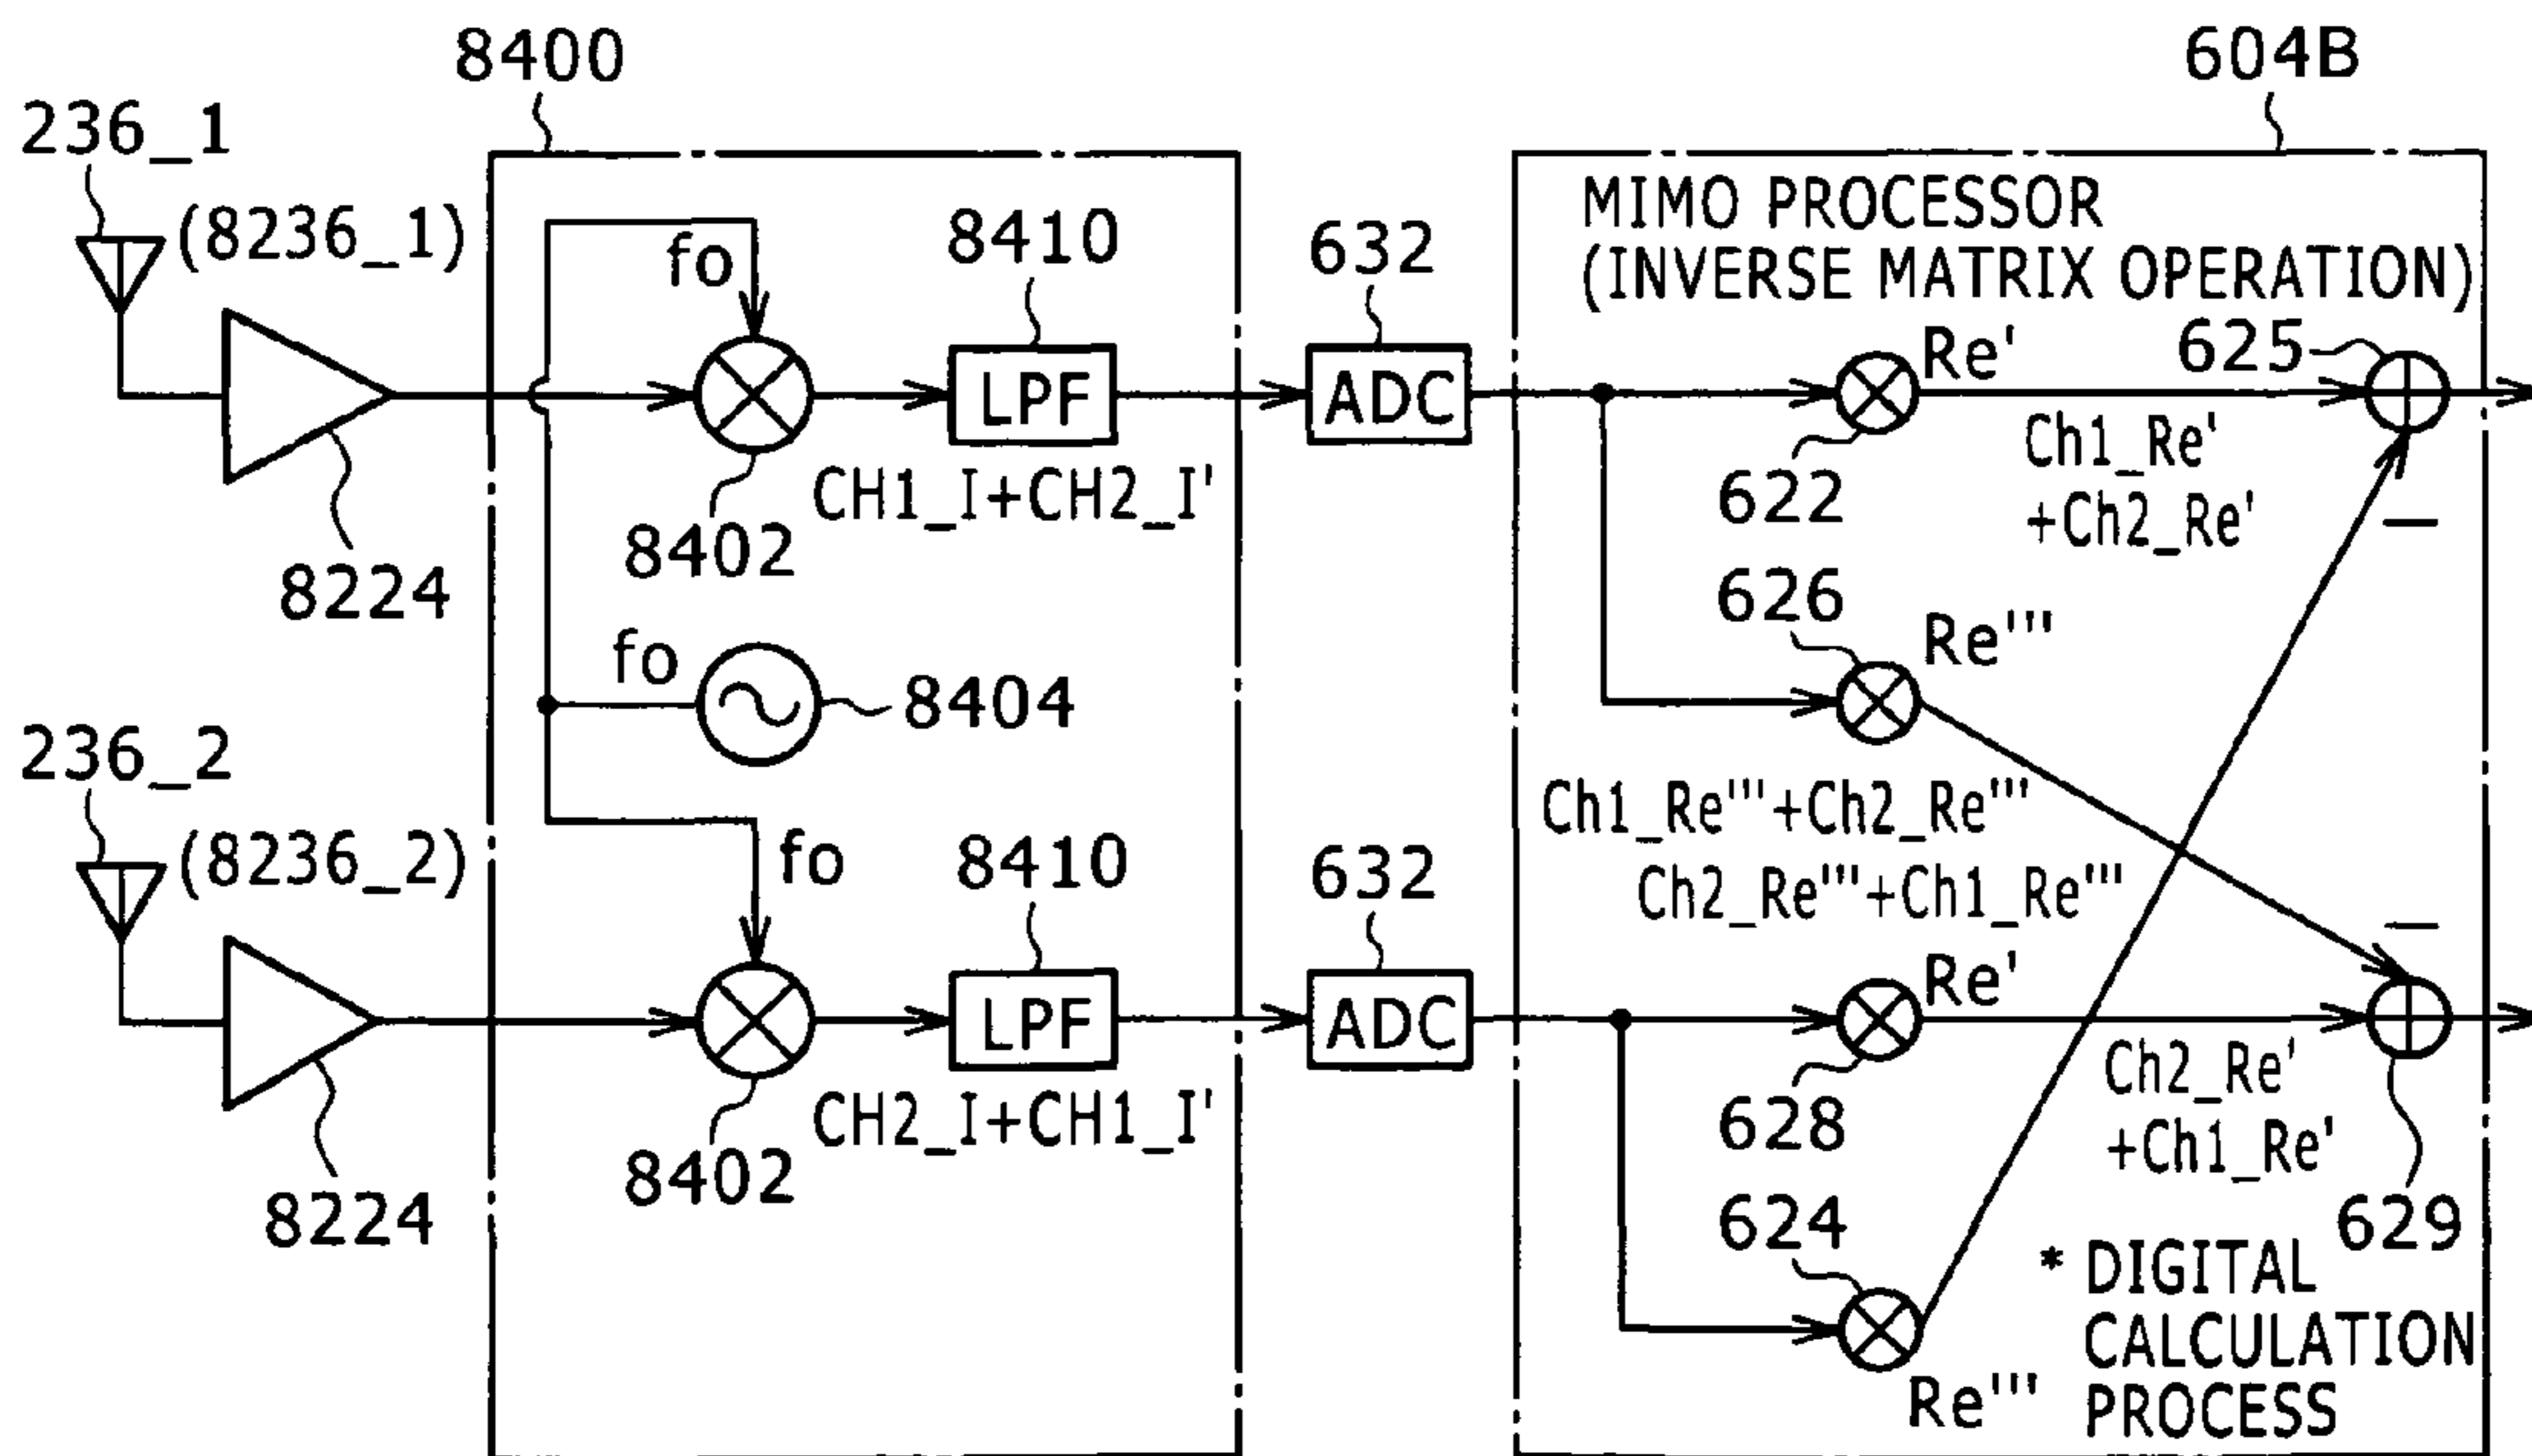 8400
604B
236_1
(8236_1)
MIMO PROCESSOR
(INVERSE MATRIX OPERATION)
fo
8410
632
Re'
625
LPF
ADC
Ch1_Re'
+Ch2_Re'
622
CH1_I+CH2_I'
8402
8224
—
626
Re'''
fo
8404
236_2
(8236_2)
Ch1_Re'''+Ch2_Re'''
fo
8410
632
Ch2_Re'''+Ch1_Re'''
—
Re'
LPF
ADC
Ch2_Re'
+Ch1_Re'
628
CH2_I+CH1_I'
8402
8224
624
629
* DIGITAL
CALCULATION
PROCESS
Re'''